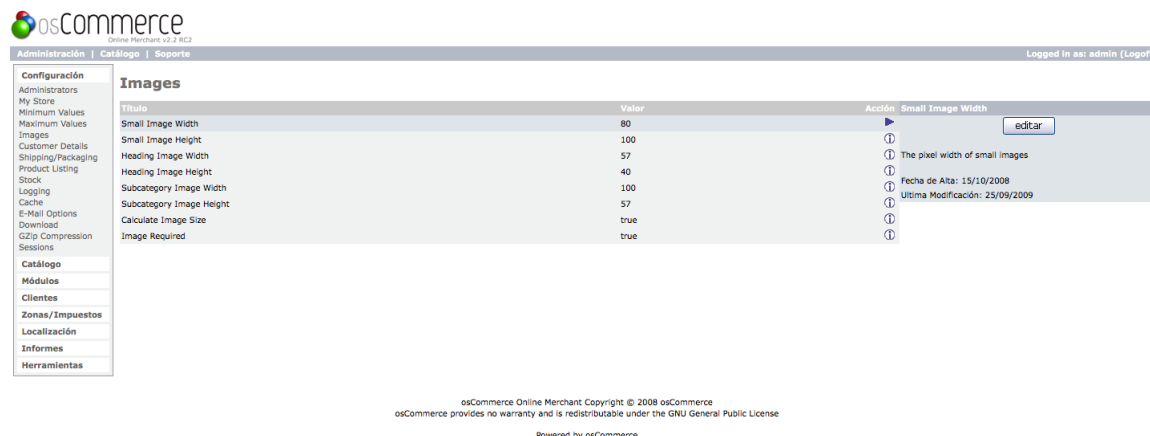 osCommerce
Online Merchant v2.2 RC2
Administración | Catálogo | Soporte
Logged in as: admin (Logoff
Configuración
Administrators
My Store
Minimum Values
Maximum Values
Images
Customer Details
Shipping/Packaging
Product Listing
Stock
Logging
Cache
E-Mail Options
Download
GZip Compression
Sessions
Catálogo
Módulos
Clientes
Zonas/Impuestos
Localización
Informes
Herramientas
Images
Título Valor Acción
Small Image Width 80
Small Image Height 100
Heading Image Width 57
Heading Image Height 40
Subcategory Image Width 100
Subcategory Image Height 57
Calculate Image Size true
Image Required true
Small Image Width
editar
The pixel width of small images
Fecha de Alta: 15/10/2008
Ultima Modificación: 25/09/2009
osCommerce Online Merchant Copyright © 2008 osCommerce
osCommerce provides no warranty and is redistributable under the GNU General Public License
Powered by osCommerce